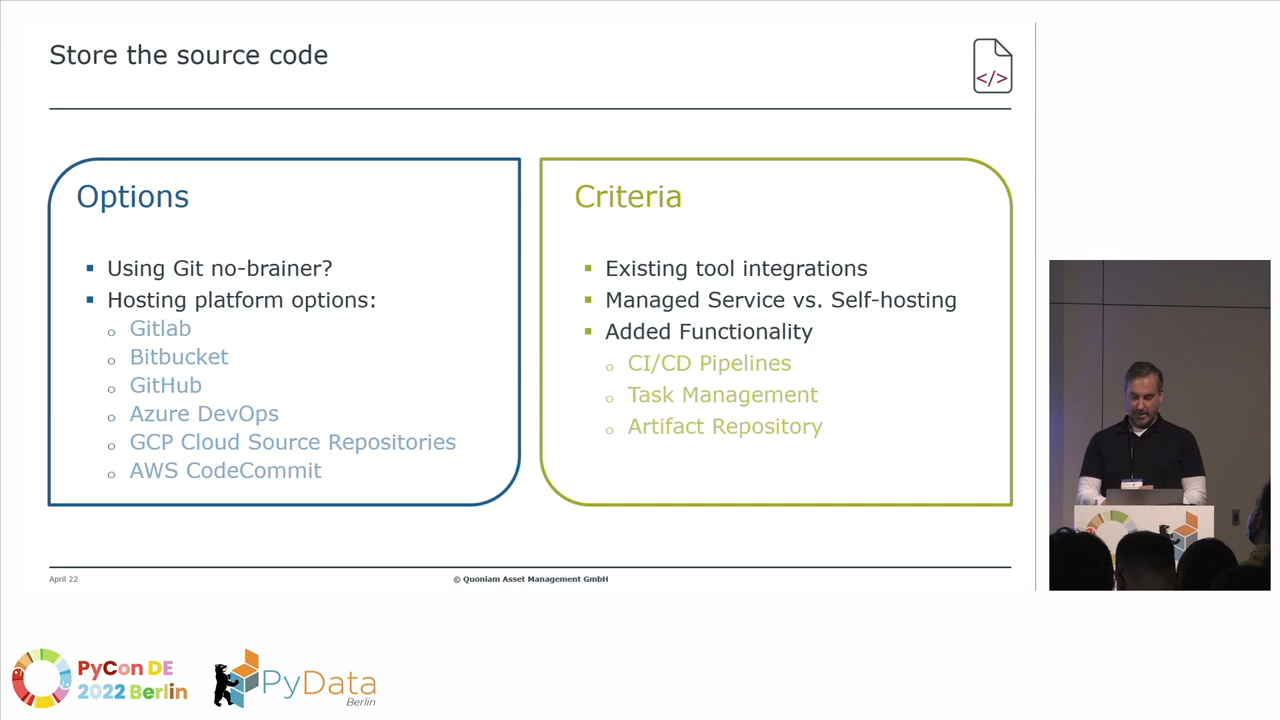 Store the source code
</>
Options
Using Git no-brainer?
Hosting platform options:
Gitlab
Bitbucket
GitHub
Azure DevOps
GCP Cloud Source Repositories
AWS CodeCommit
Criteria
Existing tool integrations
Managed Service vs. Self-hosting
Added Functionality
CI/CD Pipelines
Task Management
Artifact Repository
April 22
© Quoniam Asset Management GmbH
PyCon DE
2022 Berlin
PyData
Berlin